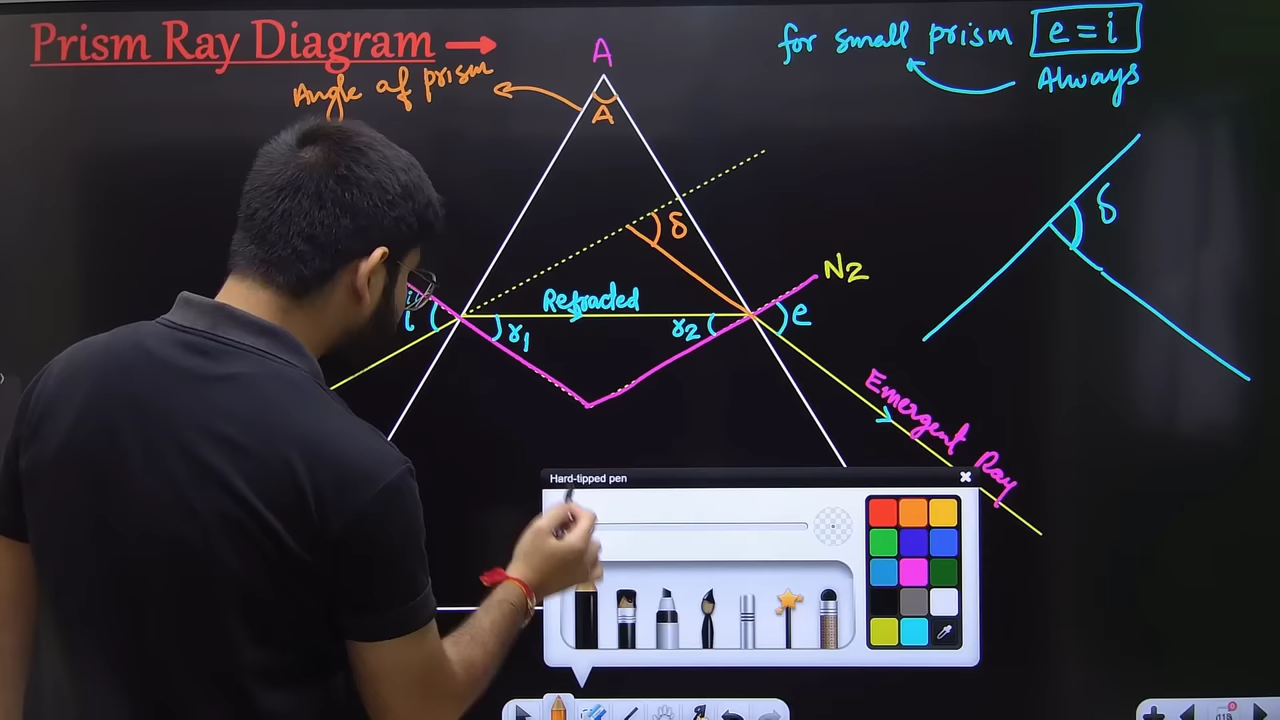 Prism Ray Diagram
for small prism e = i
Always
Angle of prism
A
A
δ
δ
N2
Refracted
i
r1
r2
e
Emergent Ray
Hard-tipped pen